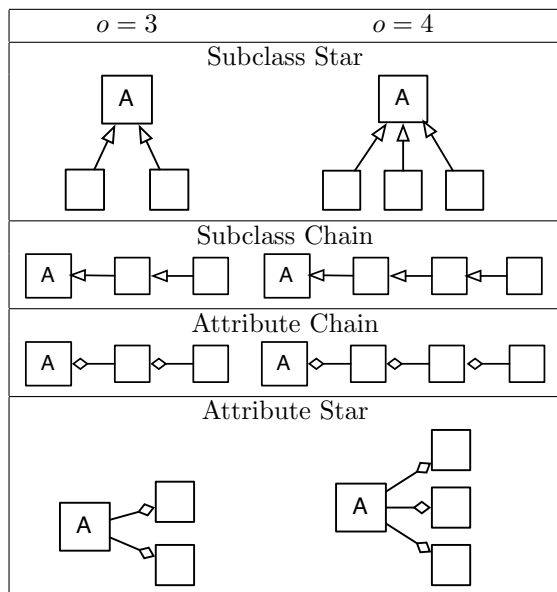 o = 3 o = 4
Subclass Star
A A
Subclass Chain
A A
Attribute Chain
A A
Attribute Star
A
A